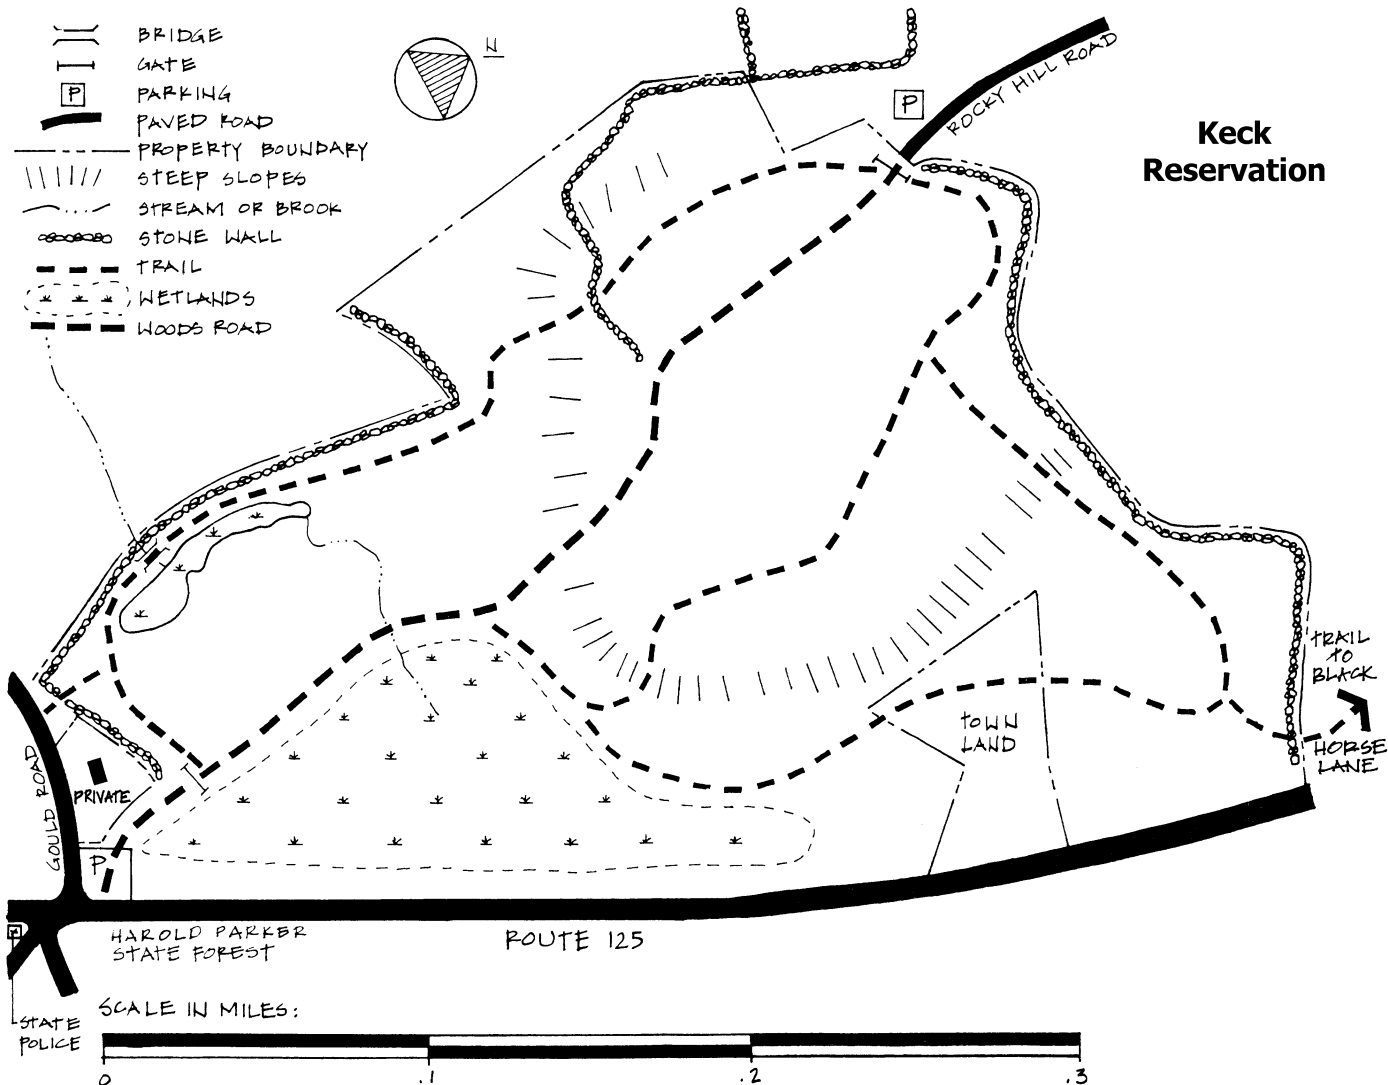 BRIDGE
GATE
P PARKING
PAVED ROAD
PROPERTY BOUNDARY
STEEP SLOPES
STREAM OR BROOK
STONE WALL
TRAIL
WETLANDS
WOODS ROAD
N
P
ROCKY HILL ROAD
Keck
Reservation
TRAIL
TO
BLACK
HORSE
LANE
TOWN
LAND
GOULD ROAD
PRIVATE
P
HAROLD PARKER
STATE FOREST
ROUTE 125
P
STATE
POLICE
SCALE IN MILES:
0 .1 .2 .3